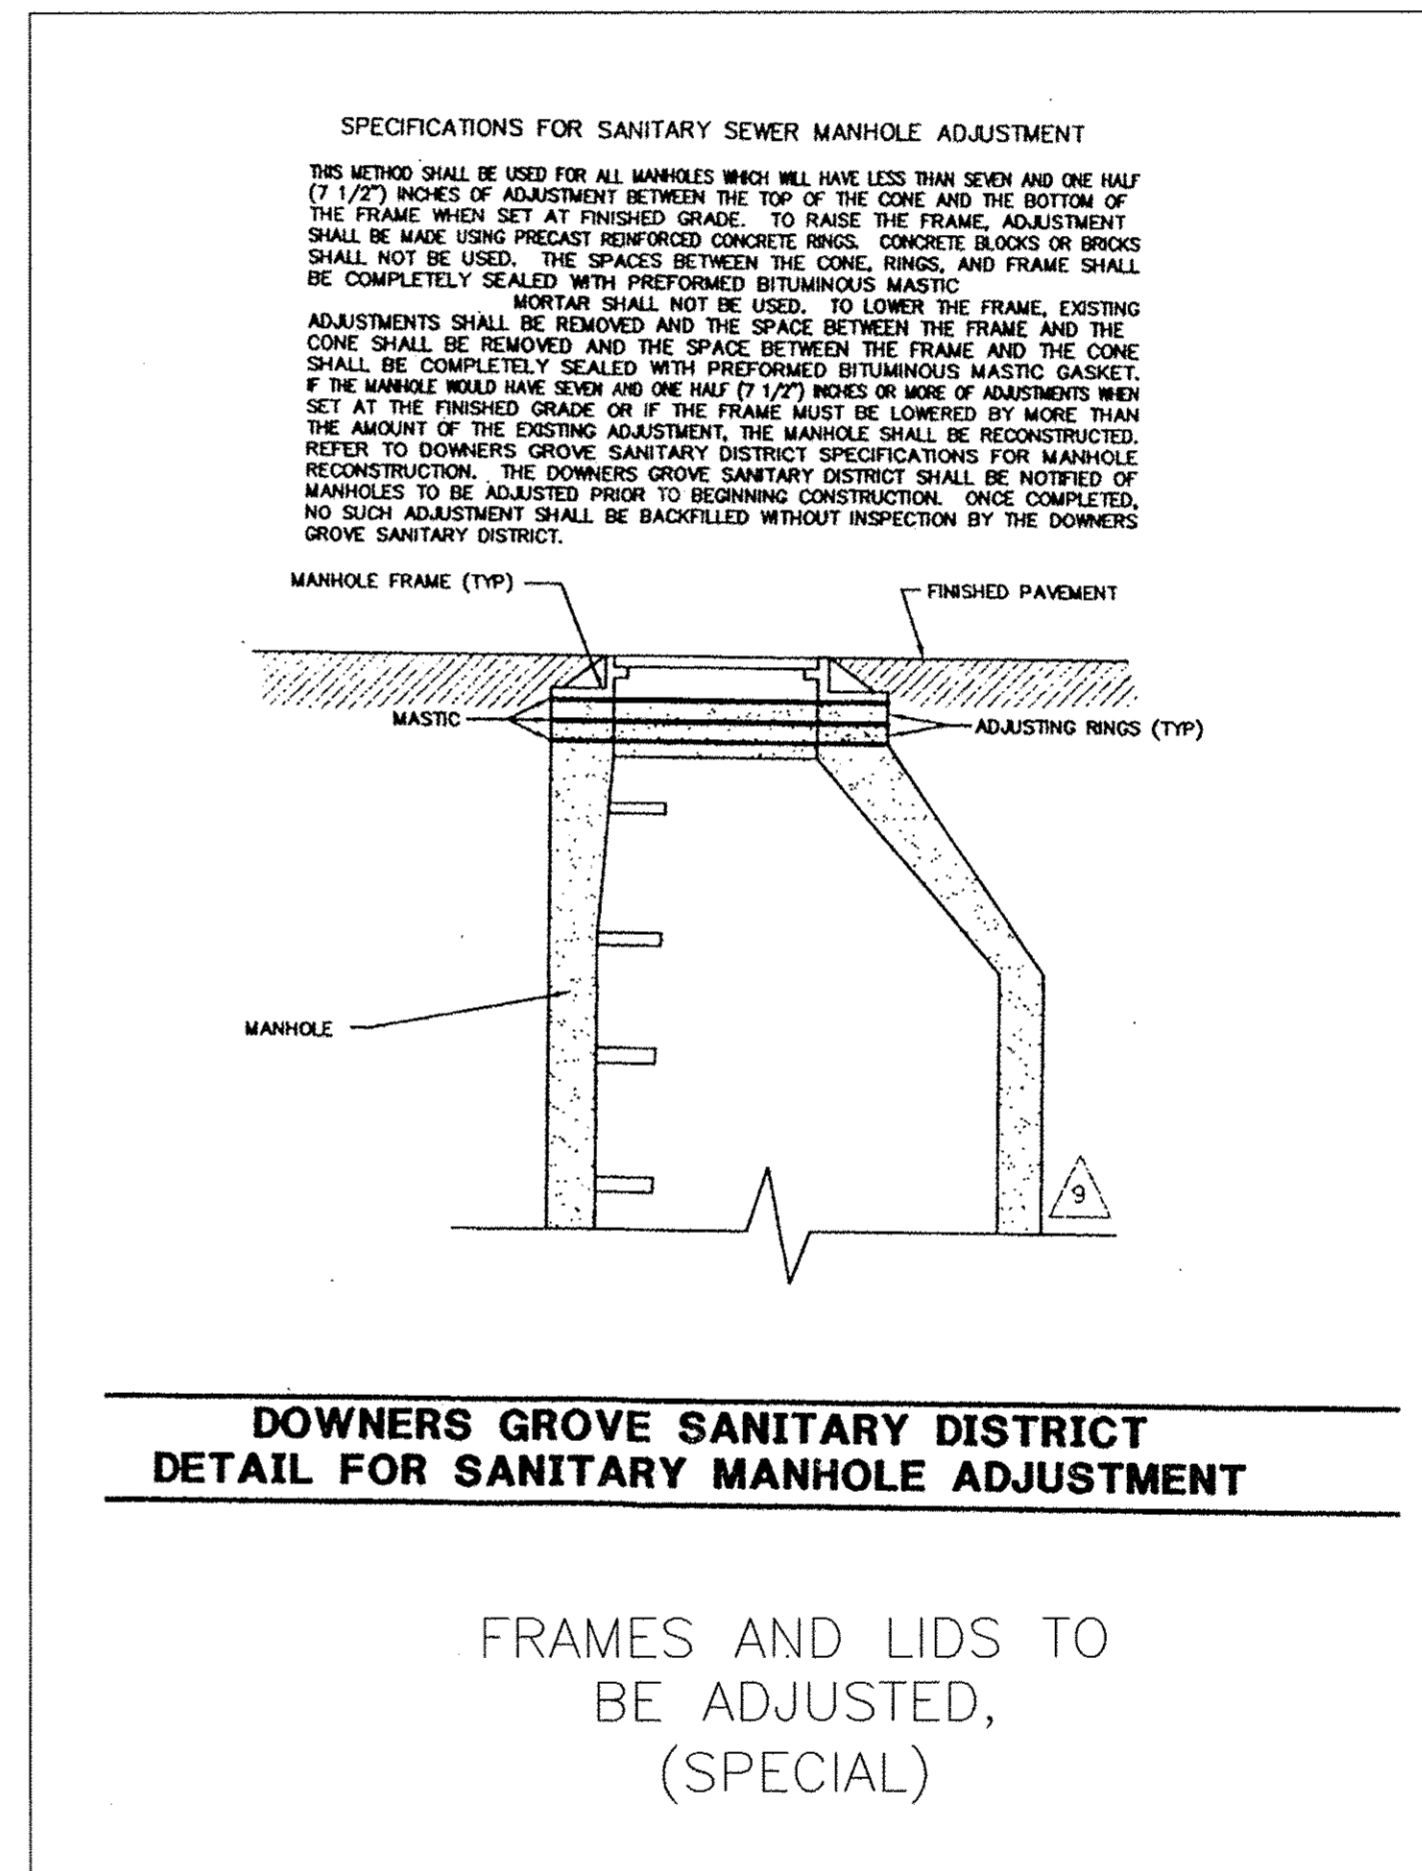 SPECIFICATIONS FOR SANITARY SEWER MANHOLE ADJUSTMENT
THIS METHOD SHALL BE USED FOR ALL MANHOLES WHICH WILL HAVE LESS THAN SEVEN AND ONE HALF
(7 1/2") INCHES OF ADJUSTMENT BETWEEN THE TOP OF THE CONE AND THE BOTTOM OF
THE FRAME WHEN SET AT FINISHED GRADE. TO RAISE THE FRAME, ADJUSTMENT
SHALL BE MADE USING PRECAST REINFORCED CONCRETE RINGS. CONCRETE BLOCKS OR BRICKS
SHALL NOT BE USED. THE SPACES BETWEEN THE CONE, RINGS, AND FRAME SHALL
BE COMPLETELY SEALED WITH PREFORMED BITUMINOUS MASTIC
MORTAR SHALL NOT BE USED. TO LOWER THE FRAME, EXISTING
ADJUSTMENTS SHALL BE REMOVED AND THE SPACE BETWEEN THE FRAME AND THE
CONE SHALL BE REMOVED AND THE SPACE BETWEEN THE FRAME AND THE CONE
SHALL BE COMPLETELY SEALED WITH PREFORMED BITUMINOUS MASTIC GASKET.
IF THE MANHOLE WOULD HAVE SEVEN AND ONE HALF (7 1/2") INCHES OR MORE OF ADJUSTMENTS WHEN
SET AT THE FINISHED GRADE OR IF THE FRAME MUST BE LOWERED BY MORE THAN
THE AMOUNT OF THE EXISTING ADJUSTMENT, THE MANHOLE SHALL BE RECONSTRUCTED.
REFER TO DOWNERS GROVE SANITARY DISTRICT SPECIFICATIONS FOR MANHOLE
RECONSTRUCTION. THE DOWNERS GROVE SANITARY DISTRICT SHALL BE NOTIFIED OF
MANHOLES TO BE ADJUSTED PRIOR TO BEGINNING CONSTRUCTION. ONCE COMPLETED,
NO SUCH ADJUSTMENT SHALL BE BACKFILLED WITHOUT INSPECTION BY THE DOWNERS
GROVE SANITARY DISTRICT.
MANHOLE FRAME (TYP)
FINISHED PAVEMENT
MASTIC
ADJUSTING RINGS (TYP)
MANHOLE
9
DOWNERS GROVE SANITARY DISTRICT
DETAIL FOR SANITARY MANHOLE ADJUSTMENT
FRAMES AND LIDS TO
BE ADJUSTED,
(SPECIAL)